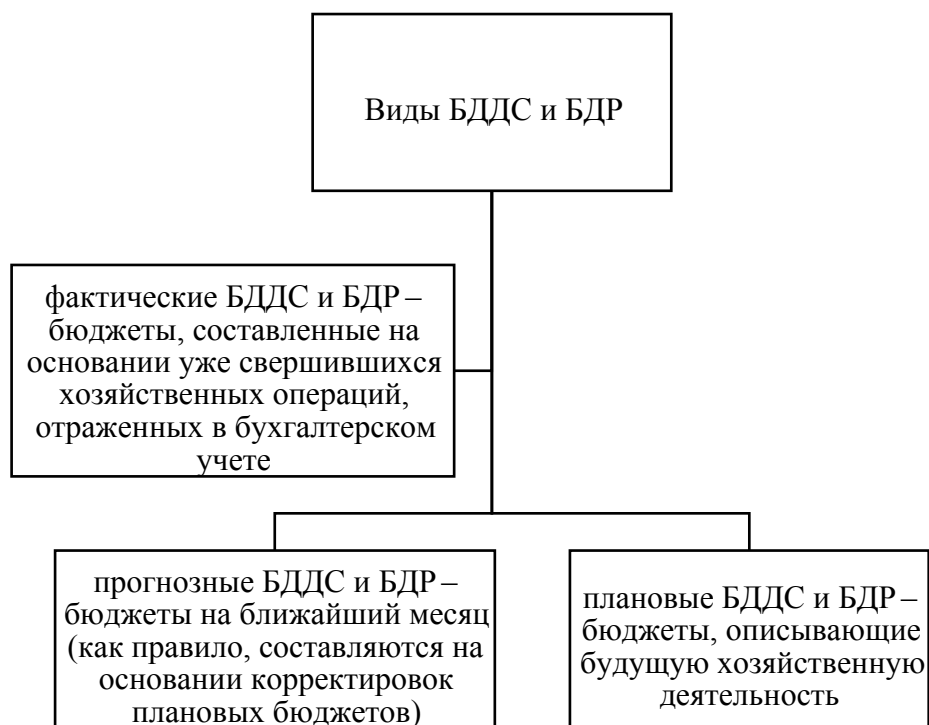 Виды БДДС и БДР
фактические БДДС и БДР –
бюджеты, составленные на
основании уже свершившихся
хозяйственных операций,
отраженных в бухгалтерском
учете
прогнозные БДДС и БДР –
бюджеты на ближайший месяц
(как правило, составляются на
основании корректировок
плановых бюджетов)
плановые БДДС и БДР –
бюджеты, описывающие
будущую хозяйственную
деятельность